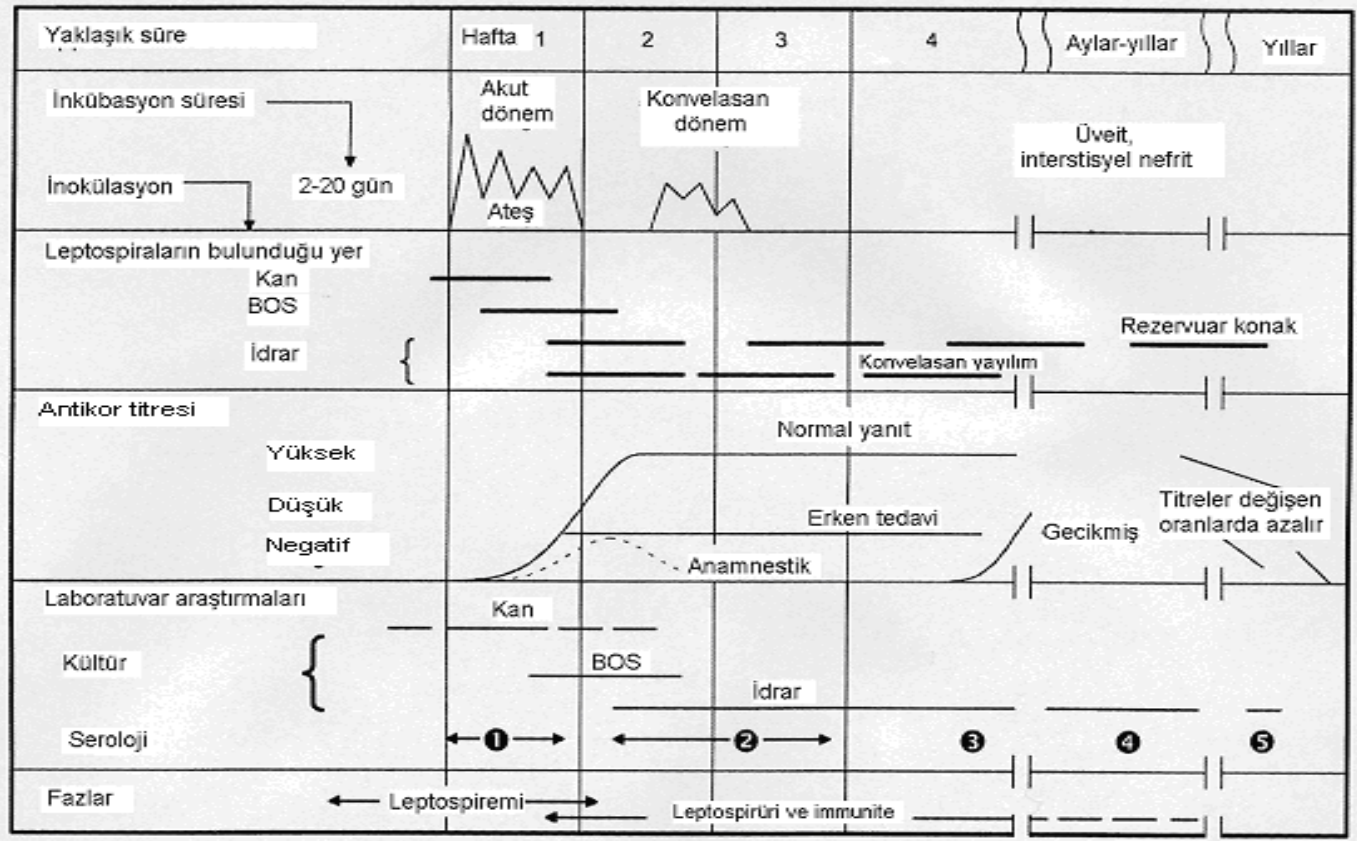 Yaklaşık süre
Hafta 1 2 3 4 Aylar-yıllar Yıllar
İnkübasyon süresi
Akut
dönem
Konvelasan
dönem
Üveit,
interstisyel nefrit
İnokülasyon
2-20 gün
Ateş
Leptospiraların bulunduğu yer
Kan
BOS
İdrar
Rezervuar konak
Konvelasan yayılım
Antikor titresi
Normal yanıt
Yüksek
Düşük
Erken tedavi
Titreler değişen
oranlarda azalır
Gecikmiş
Negatif
Anamnestik
Laboratuvar araştırmaları
Kan
Kültür
BOS
İdrar
Seroloji
❶ ❷ ❸ ❹ ❺
Fazlar
Leptospiremi
Leptospirüri ve immunite